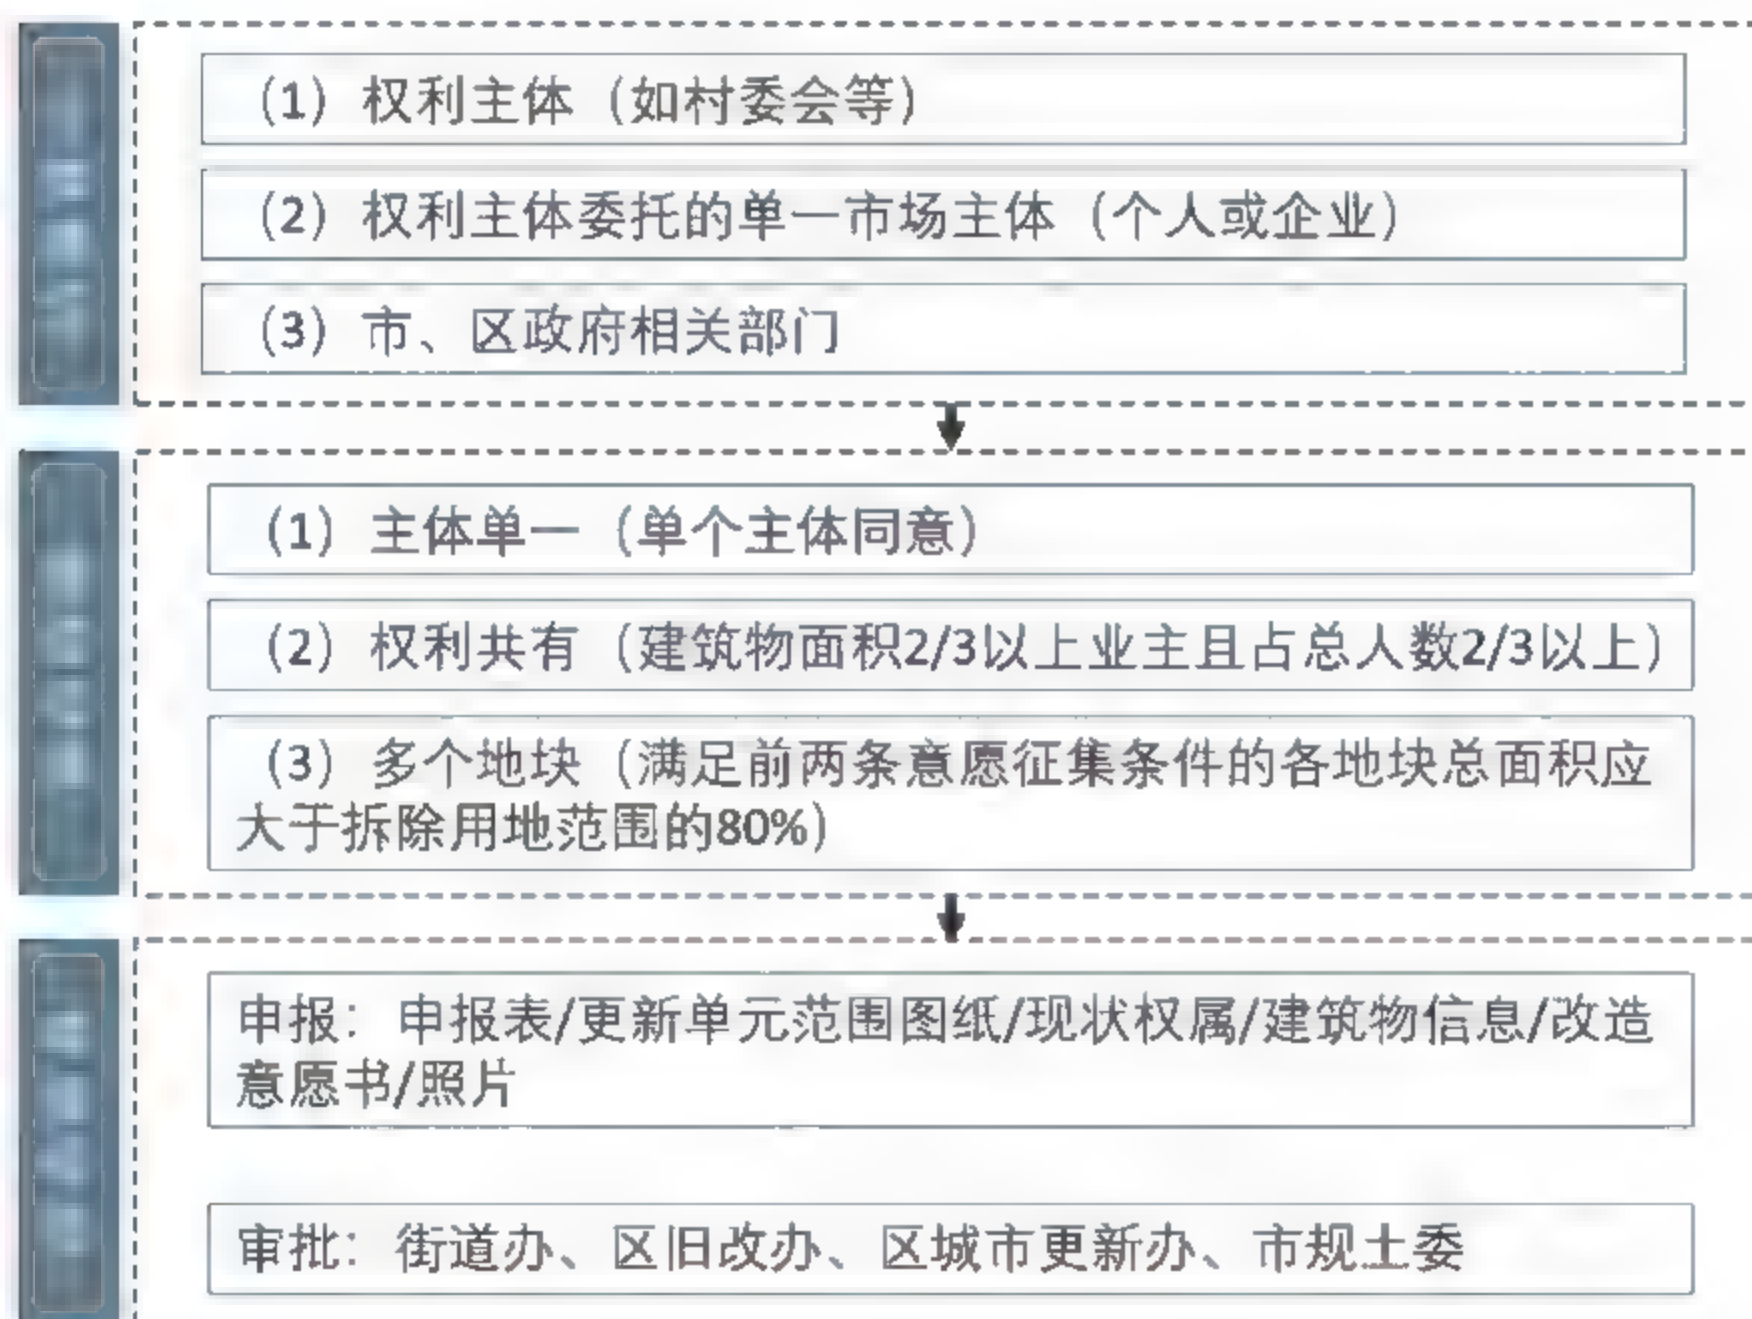 （1）权利主体（如村委会等）
（2）权利主体委托的单一市场主体（个人或企业）
（3）市、区政府相关部门
（1）主体单一（单个主体同意）
（2）权利共有（建筑物面积2/3以上业主且占总人数2/3以上）
（3）多个地块（满足前两条意愿征集条件的各地块总面积应
大于拆除用地范围的80%）
申报：申报表/更新单元范围图纸/现状权属/建筑物信息/改造
意愿书/照片
审批：街道办、区旧改办、区城市更新办、市规土委